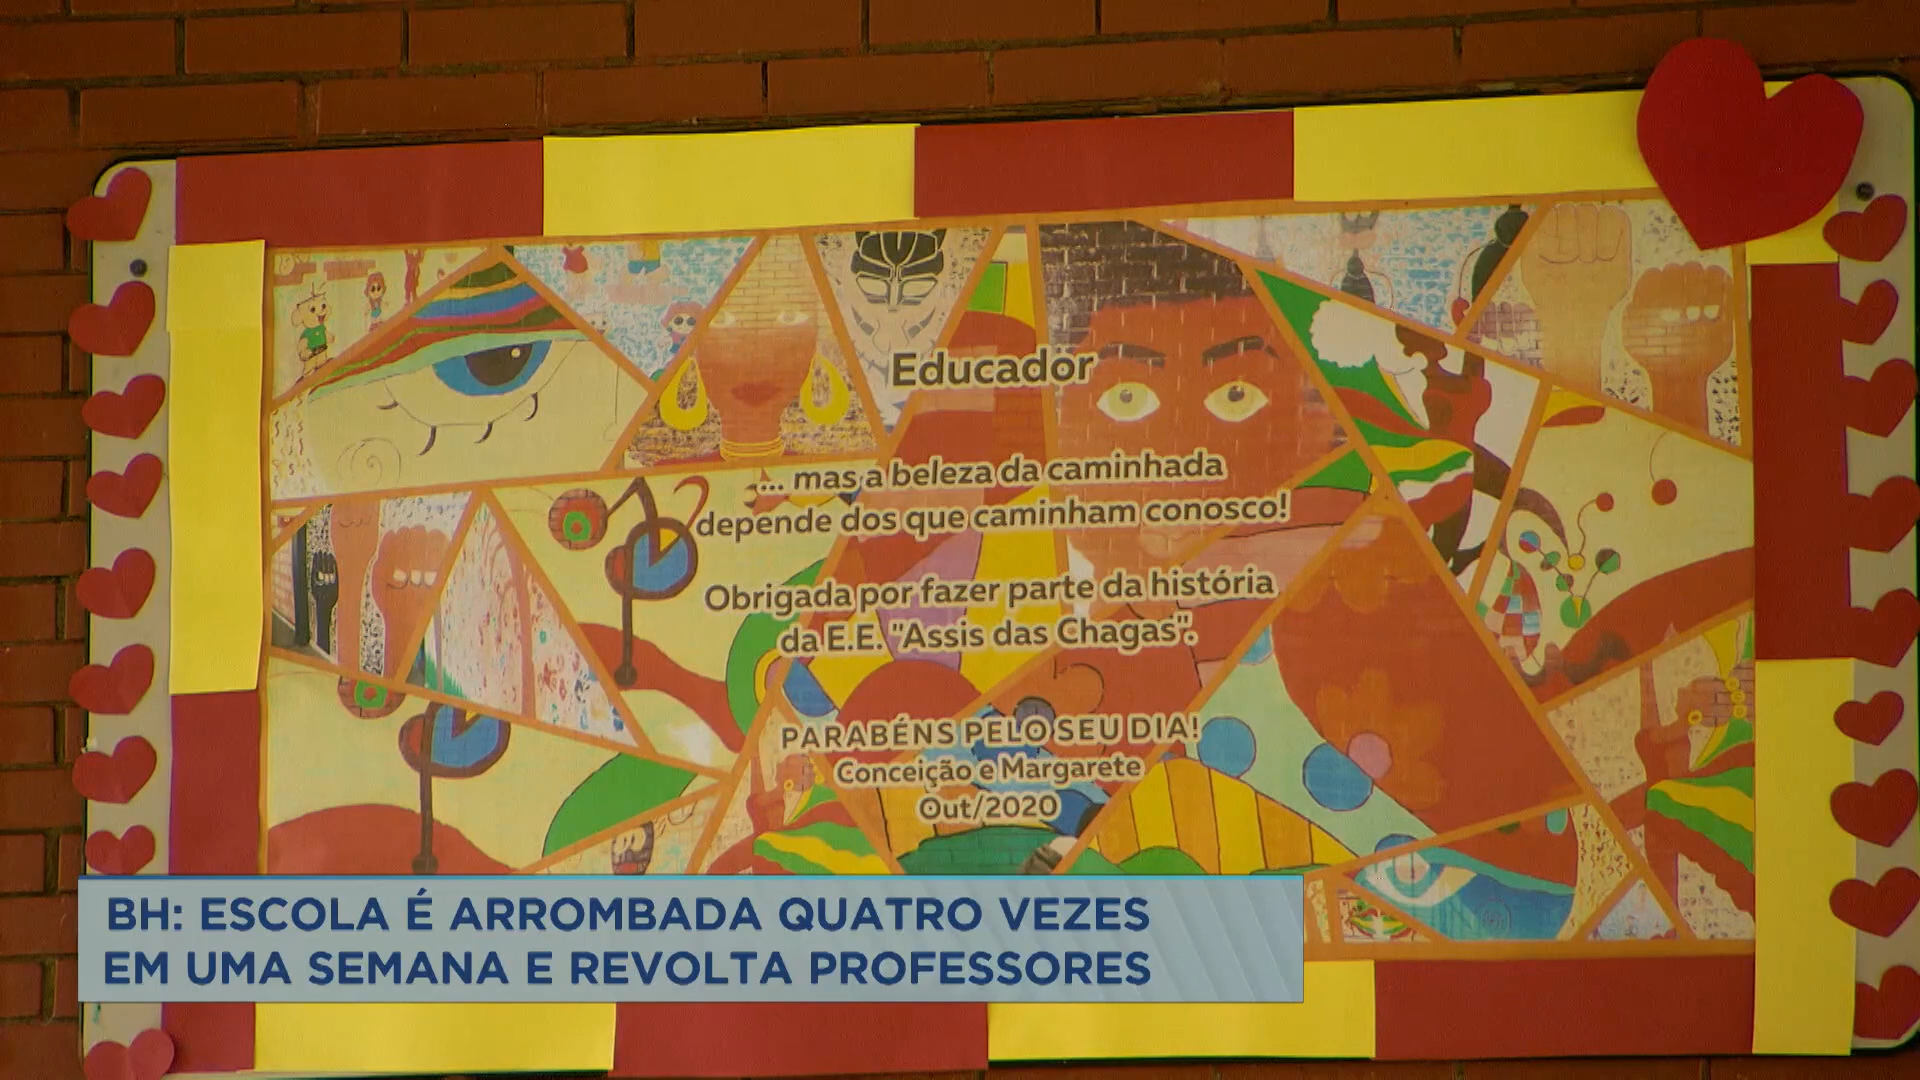 Educador
... mas a beleza da caminhada
depende dos que caminham conosco!
Obrigada por fazer parte da história
da E.E. "Assis das Chagas".
PARABÉNS PELO SEU DIA!
Conceição e Margarete
Out/2020
BH: ESCOLA É ARROMBADA QUATRO VEZES
EM UMA SEMANA E REVOLTA PROFESSORES